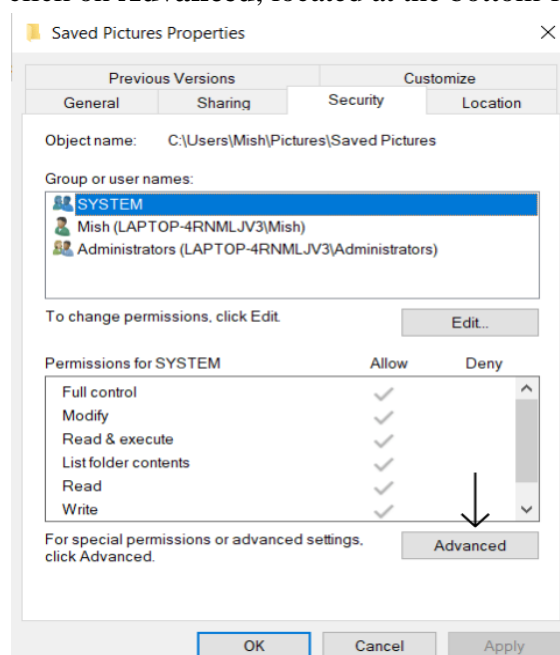 click on Advanced, located at the bottom
Saved Pictures Properties
Previous Versions Customize
General Sharing Security Location
Object name: C:\Users\Mish\Pictures\Saved Pictures
Group or user names:
SYSTEM
Mish (LAPTOP-4RNMLJV3\Mish)
Administrators (LAPTOP-4RNMLJV3\Administrators)
To change permissions, click Edit.
Edit...
Permissions for SYSTEM Allow Deny
Full control
Modify
Read & execute
List folder contents
Read
Write
For special permissions or advanced settings,
click Advanced.
Advanced
OK Cancel Apply